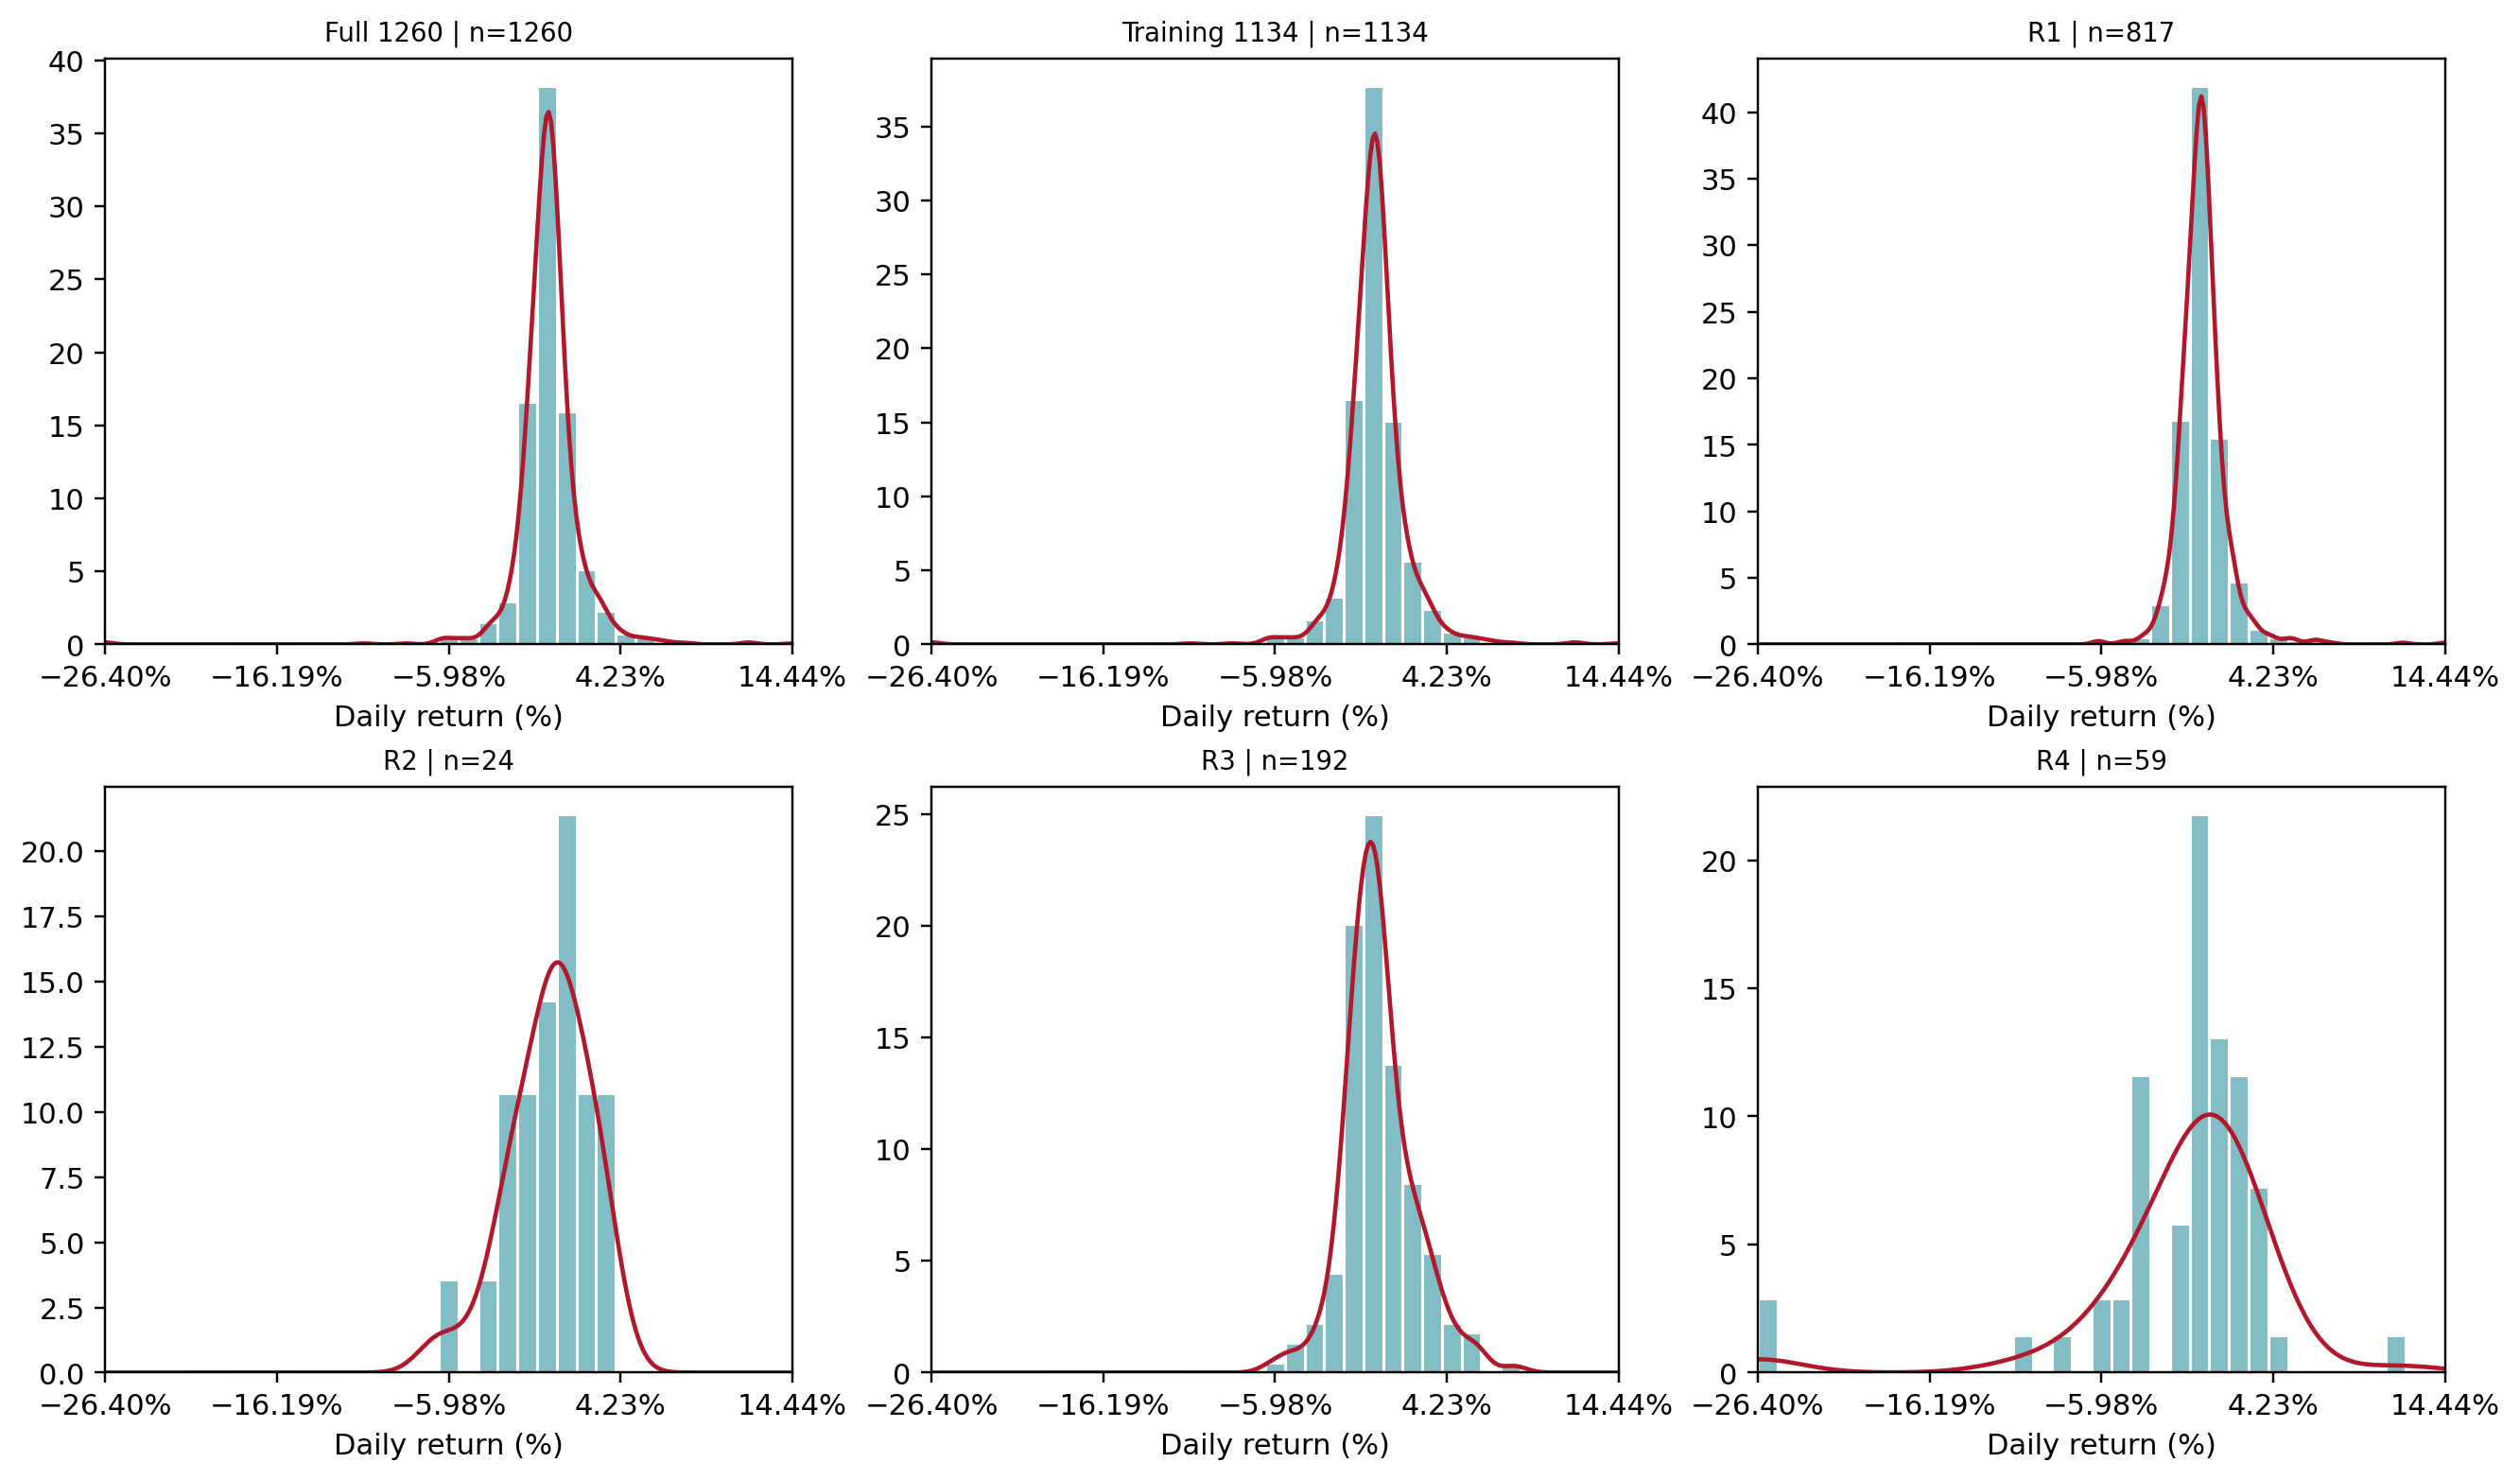 Full 1260 | n=1260
40
35
30
25
20
15
10
5
0
−26.40% −16.19% −5.98% 4.23% 14.44%
Daily return (%)
Training 1134 | n=1134
35
30
25
20
15
10
5
0
−26.40% −16.19% −5.98% 4.23% 14.44%
Daily return (%)
R1 | n=817
40
35
30
25
20
15
10
5
0
−26.40% −16.19% −5.98% 4.23% 14.44%
Daily return (%)
R2 | n=24
20.0
17.5
15.0
12.5
10.0
7.5
5.0
2.5
0.0
−26.40% −16.19% −5.98% 4.23% 14.44%
Daily return (%)
R3 | n=192
25
20
15
10
5
0
−26.40% −16.19% −5.98% 4.23% 14.44%
Daily return (%)
R4 | n=59
20
15
10
5
0
−26.40% −16.19% −5.98% 4.23% 14.44%
Daily return (%)